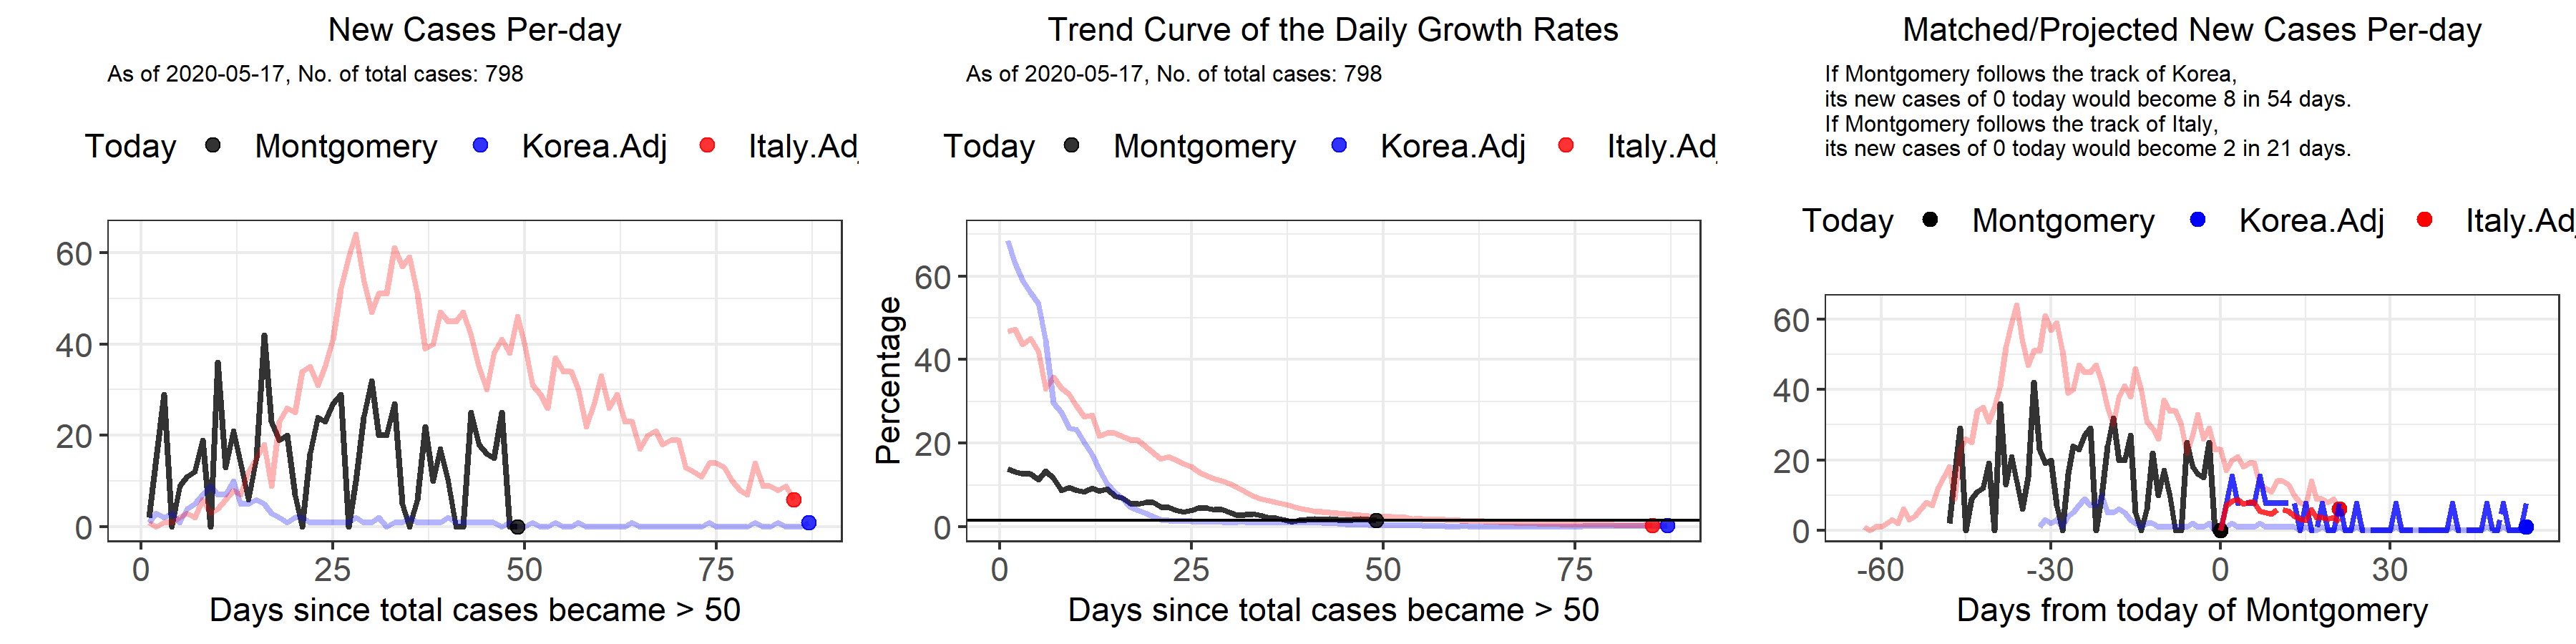 New Cases Per-day
As of 2020-05-17, No. of total cases: 798
Today Montgomery Korea.Adj Italy.Adj
60
40
20
0
0 25 50 75
Days since total cases became > 50
Trend Curve of the Daily Growth Rates
As of 2020-05-17, No. of total cases: 798
Today Montgomery Korea.Adj Italy.Adj
Percentage
60
40
20
0
0 25 50 75
Days since total cases became > 50
Matched/Projected New Cases Per-day
If Montgomery follows the track of Korea,
its new cases of 0 today would become 8 in 54 days.
If Montgomery follows the track of Italy,
its new cases of 0 today would become 2 in 21 days.
Today Montgomery Korea.Adj Italy.Adj
60
40
20
0
-60 -30 0 30
Days from today of Montgomery